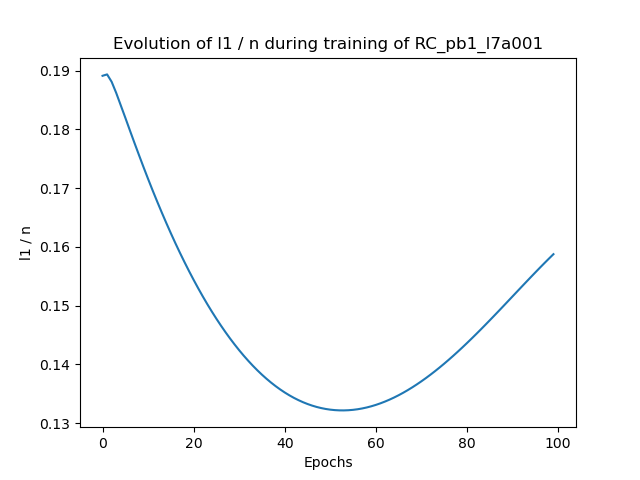 Evolution of l1 / n during training of RC_pb1_l7a001
0.19
0.18
0.17
0.16
0.15
0.14
0.13
l1 / n
0 20 40 60 80 100
Epochs